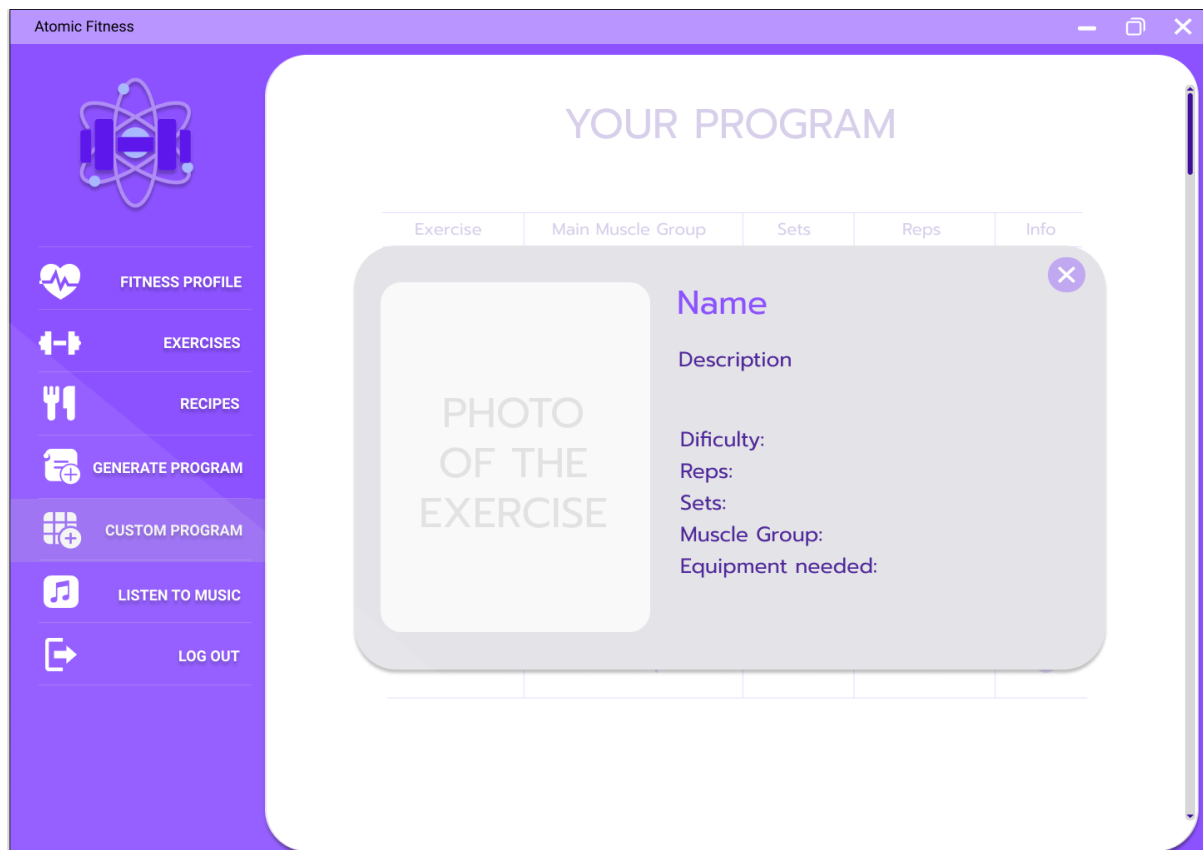 Atomic Fitness
YOUR PROGRAM
Exercise Main Muscle Group Sets Reps Info
FITNESS PROFILE
EXERCISES
RECIPES
GENERATE PROGRAM
CUSTOM PROGRAM
LISTEN TO MUSIC
LOG OUT
PHOTO
OF THE
EXERCISE
Name
Description
Dificulty:
Reps:
Sets:
Muscle Group:
Equipment needed: